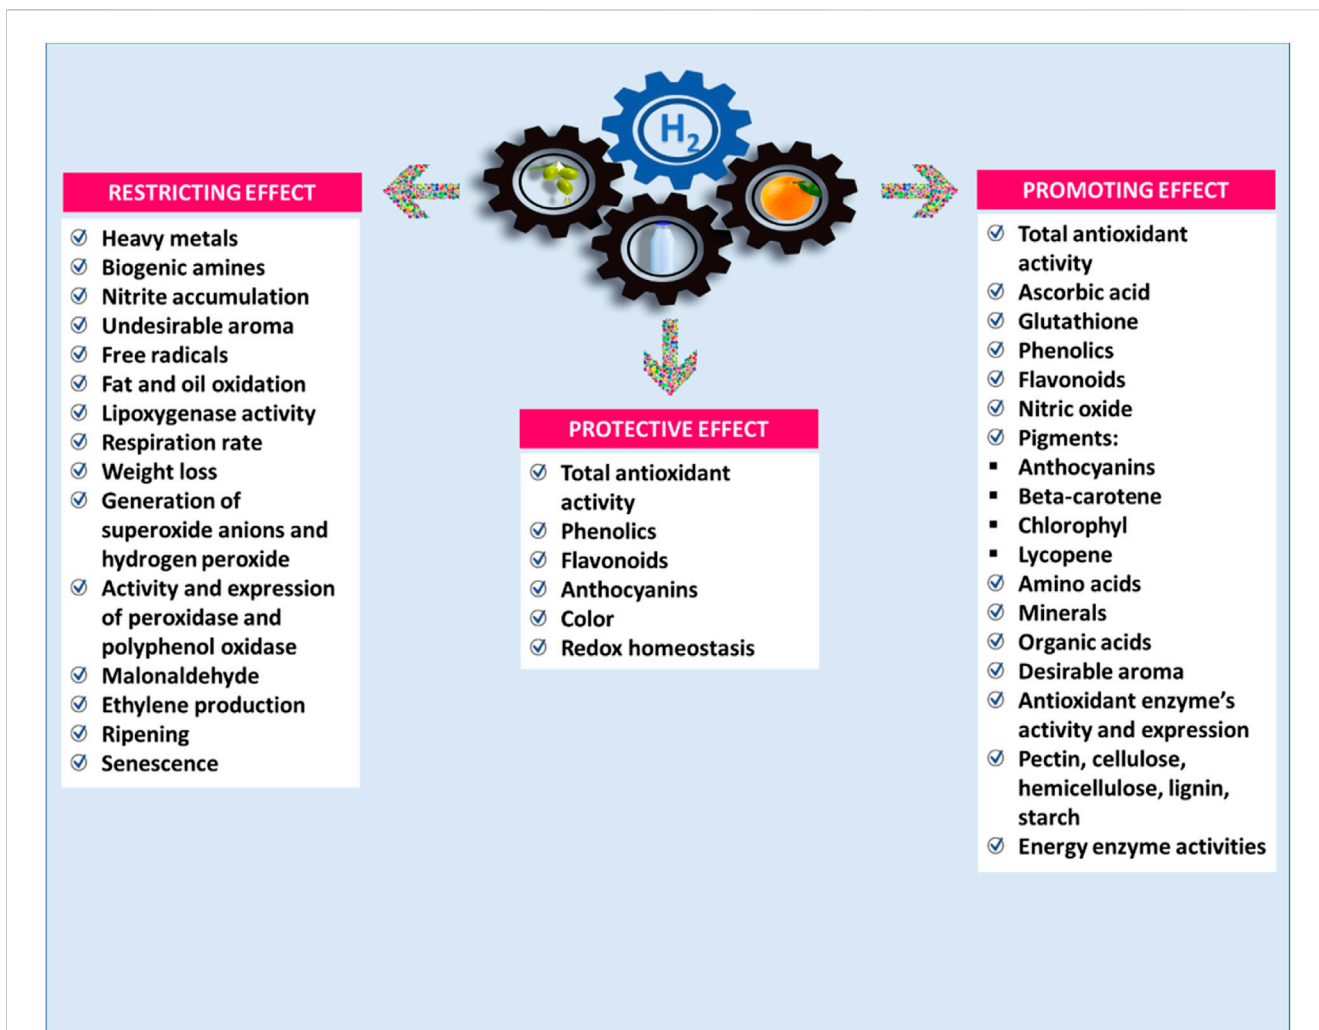 H2
RESTRICTING EFFECT
Heavy metals
Biogenic amines
Nitrite accumulation
Undesirable aroma
Free radicals
Fat and oil oxidation
Lipoxygenase activity
Respiration rate
Weight loss
Generation of
superoxide anions and
hydrogen peroxide
Activity and expression
of peroxidase and
polyphenol oxidase
Malonaldehyde
Ethylene production
Ripening
Senescence
PROTECTIVE EFFECT
Total antioxidant
activity
Phenolics
Flavonoids
Anthocyanins
Color
Redox homeostasis
PROMOTING EFFECT
Total antioxidant
activity
Ascorbic acid
Glutathione
Phenolics
Flavonoids
Nitric oxide
Pigments:
Anthocyanins
Beta-carotene
Chlorophyl
Lycopene
Amino acids
Minerals
Organic acids
Desirable aroma
Antioxidant enzyme's
activity and expression
Pectin, cellulose,
hemicellulose, lignin,
starch
Energy enzyme activities